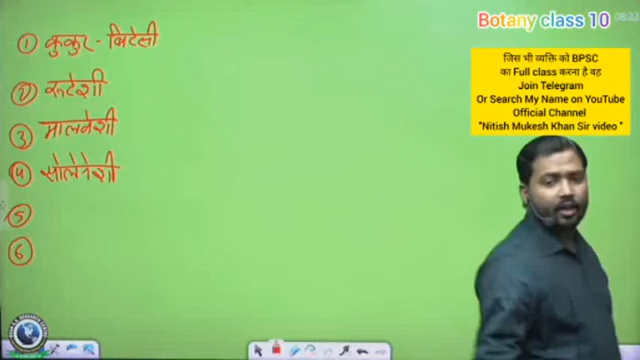 Botany class 10
① कुकुर - बिटेसी
② रूटेशी
③ मालवेशी
④ सोलेनेशी
⑤
⑥
जिस भी व्यक्ति को BPSC
का Full class करना है वह
Join Telegram
Or Search My Name on YouTube
Official Channel
"Nitish Mukesh Khan Sir video "